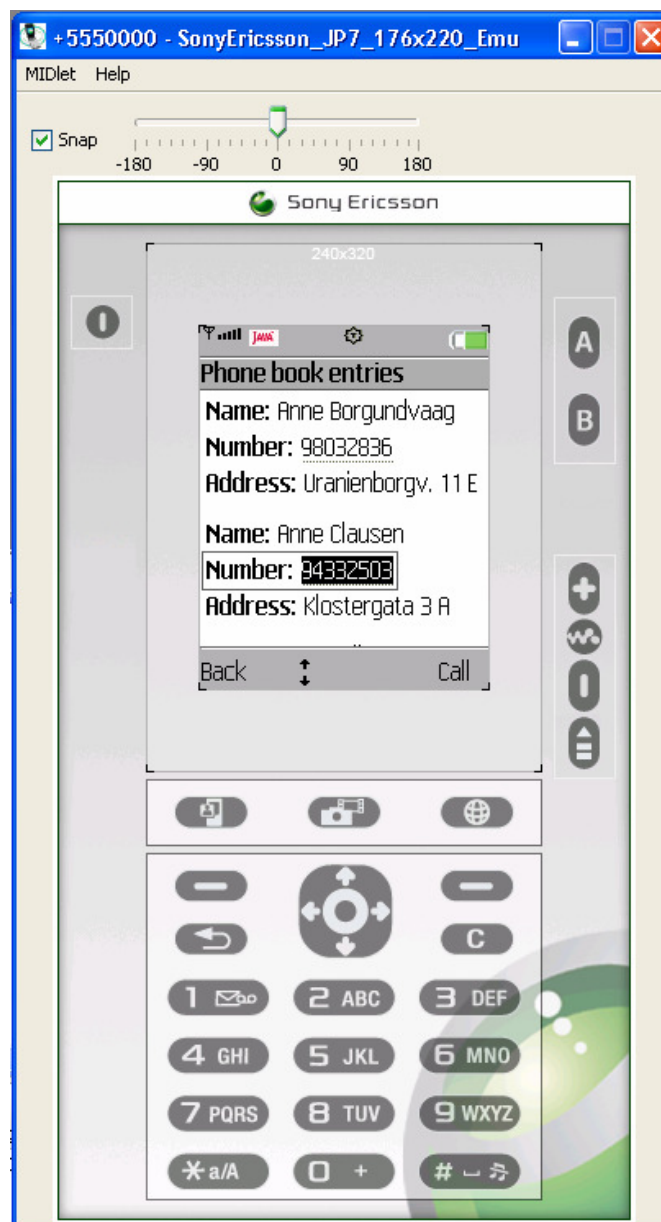 +5550000 - SonyEricsson_JP7_176x220_Emu
MIDlet Help
Snap
-180 -90 0 90 180
Sony Ericsson
240x320
Java
Phone book entries
Name: Anne Borgundvaag
Number: 98032836
Address: Uranienborgv. 11 E
Name: Anne Clausen
Number: 94332503
Address: Klostergata 3 A
Back Call
A
B
C
1 2 ABC 3 DEF
4 GHI 5 JKL 6 MNO
7 PQRS 8 TUV 9 WXYZ
* a/A 0 + #